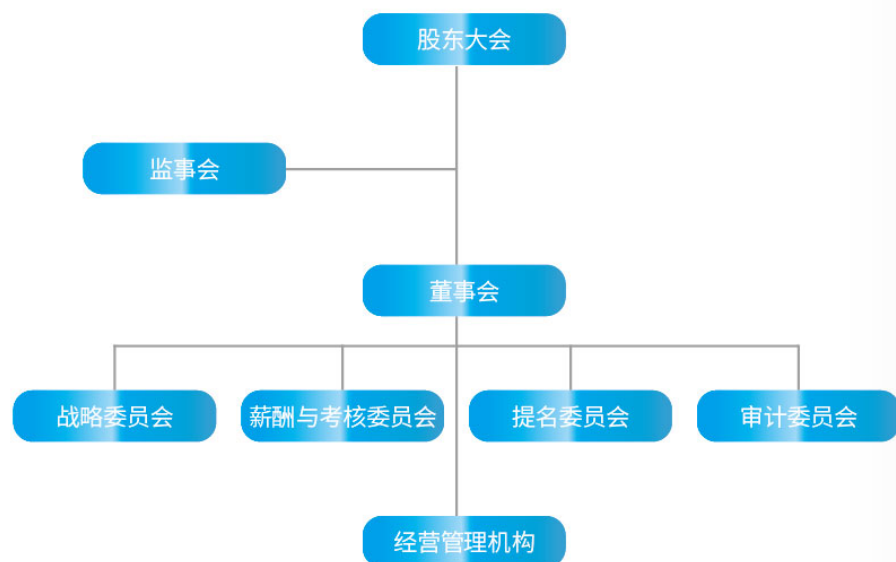 股东大会
监事会
董事会
战略委员会
薪酬与考核委员会
提名委员会
审计委员会
经营管理机构